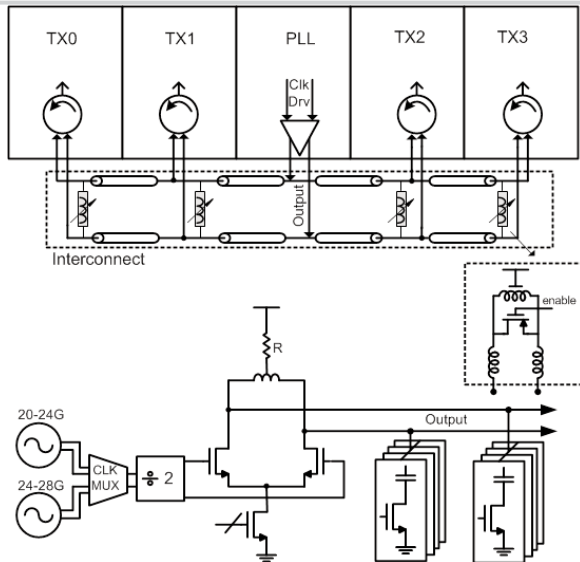 TX0 TX1 PLL TX2 TX3
Clk
Drv
Output
Interconnect
enable
R
20-24G
Output
CLK
MUX
÷ 2
24-28G